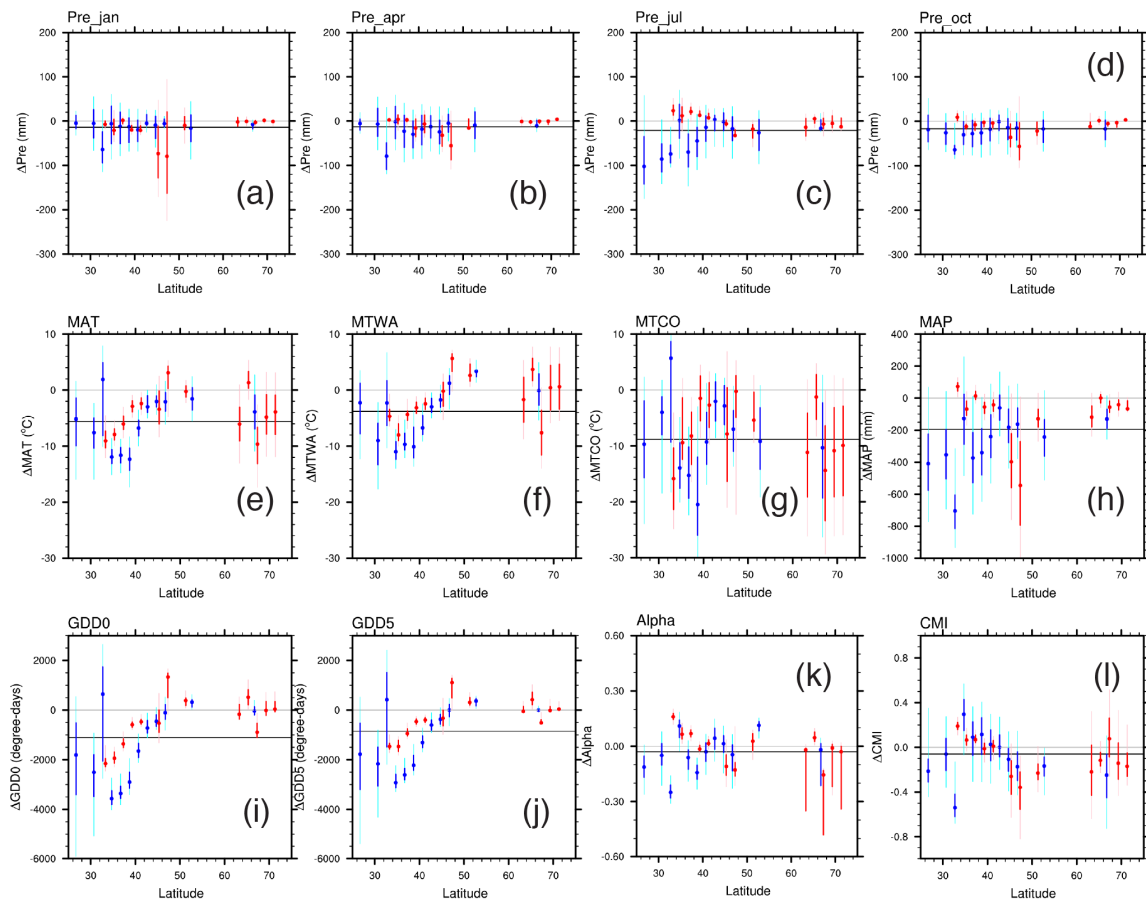 Pre_jan
200
100
0
-100
-200
-300
ΔPre (mm)
30 40 50 60 70
Latitude
(a)
Pre_apr
200
100
0
-100
-200
-300
ΔPre (mm)
30 40 50 60 70
Latitude
(b)
Pre_jul
200
100
0
-100
-200
-300
ΔPre (mm)
30 40 50 60 70
Latitude
(c)
Pre_oct
200
100
0
-100
-200
-300
ΔPre (mm)
30 40 50 60 70
Latitude
(d)
MAT
10
0
-10
-20
-30
ΔMAT (°C)
30 40 50 60 70
Latitude
(e)
MTWA
10
0
-10
-20
-30
ΔMTWA (°C)
30 40 50 60 70
Latitude
(f)
MTCO
10
0
-10
-20
-30
ΔMTCO (°C)
30 40 50 60 70
Latitude
(g)
MAP
400
200
0
-200
-400
-600
-800
-1000
ΔMAP (mm)
30 40 50 60 70
Latitude
(h)
GDD0
2000
0
-2000
-4000
-6000
ΔGDD0 (degree-days)
30 40 50 60 70
Latitude
(i)
GDD5
2000
0
-2000
-4000
-6000
ΔGDD5 (degree-days)
30 40 50 60 70
Latitude
(j)
Alpha
0.60
0.30
0.00
-0.30
-0.60
ΔAlpha
30 40 50 60 70
Latitude
(k)
CMI
0.8
0.4
0.0
-0.4
-0.8
ΔCMI
30 40 50 60 70
Latitude
(l)